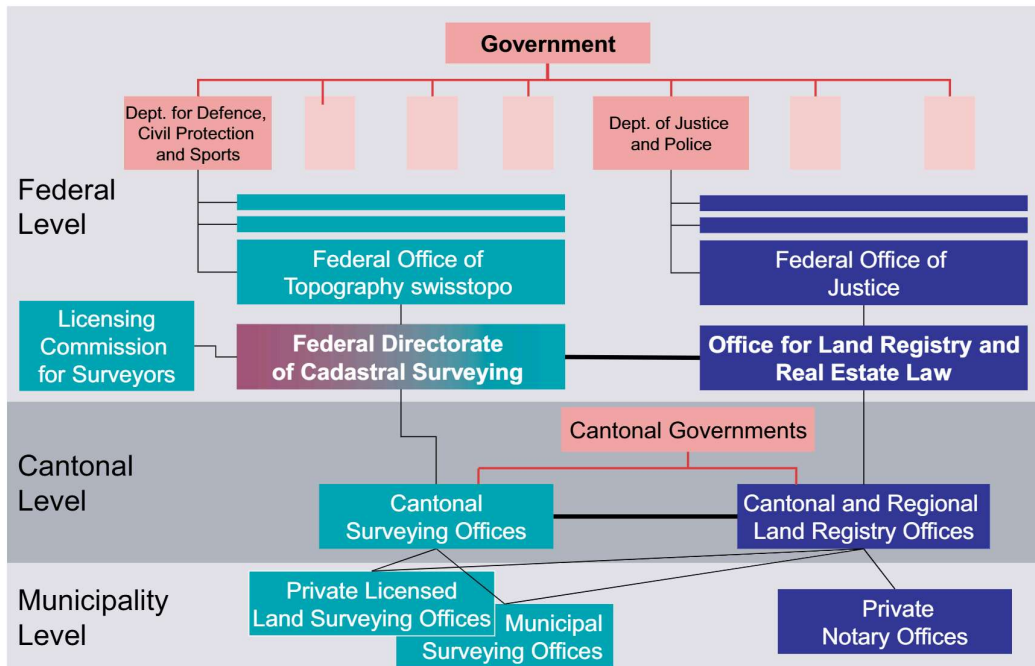 Government
Dept. for Defence,
Civil Protection
and Sports
Dept. of Justice
and Police
Federal
Level
Federal Office of
Topography swisstopo
Federal Office of
Justice
Licensing
Commission
for Surveyors
Federal Directorate
of Cadastral Surveying
Office for Land Registry and
Real Estate Law
Cantonal
Level
Cantonal Governments
Cantonal
Surveying Offices
Cantonal and Regional
Land Registry Offices
Municipality
Level
Private Licensed
Land Surveying Offices
Municipal
Surveying Offices
Private
Notary Offices